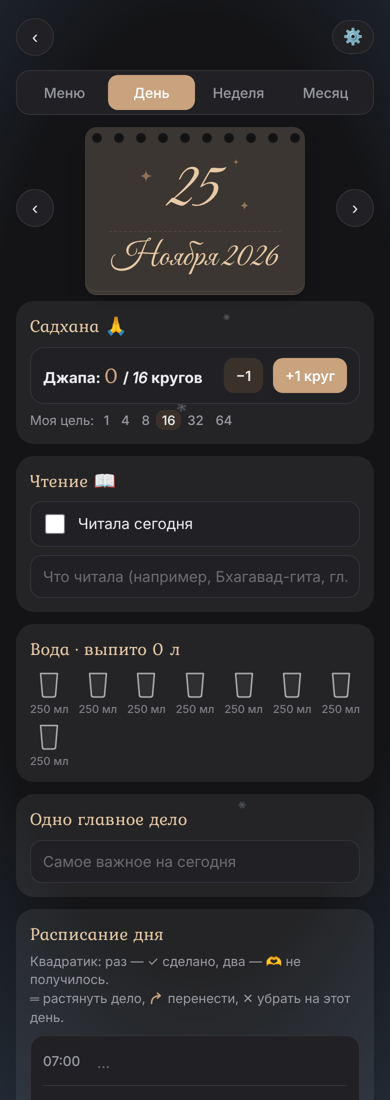 Меню День Неделя Месяц
25
Ноября 2026
Садхана 🙏
Джапа: 0 / 16 кругов −1 +1 круг
Моя цель: 1 4 8 16 32 64
Чтение 📖
Читала сегодня
Что читала (например, Бхагавад-гита, гл.
Вода · выпито 0 л
250 мл 250 мл 250 мл 250 мл 250 мл 250 мл 250 мл
250 мл
Одно главное дело
Самое важное на сегодня
Расписание дня
Квадратик: раз — ✓ сделано, два — 🫶 не
получилось.
═ растянуть дело, ↱ перенести, ✕ убрать на этот
день.
07:00 ...